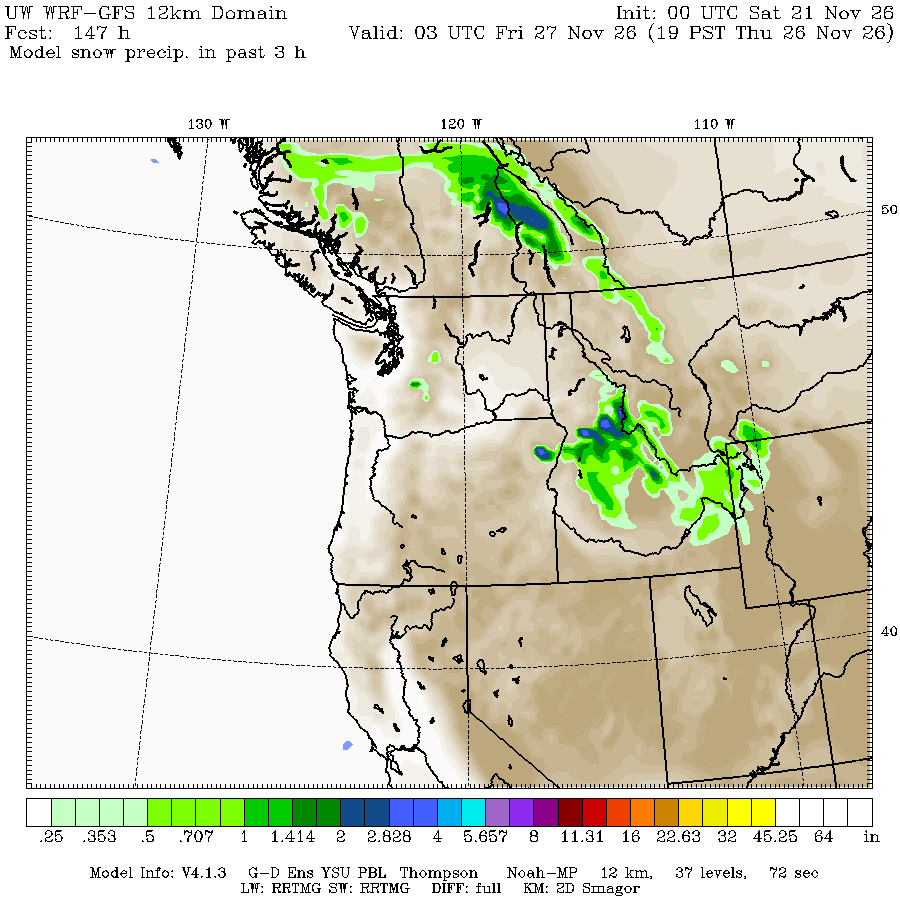 UW WRF-GFS 12km Domain Init: 00 UTC Sat 21 Nov 26
Fcst: 147 h Valid: 03 UTC Fri 27 Nov 26 (19 PST Thu 26 Nov 26)
Model snow precip. in past 3 h
130 W 120 W 110 W
50
40
.25 .353 .5 .707 1 1.414 2 2.828 4 5.657 8 11.31 16 22.63 32 45.25 64 in
Model Info: V4.1.3 G-D Ens YSU PBL Thompson Noah-MP 12 km, 37 levels, 72 sec
LW: RRTMG SW: RRTMG DIFF: full KM: 2D Smagor